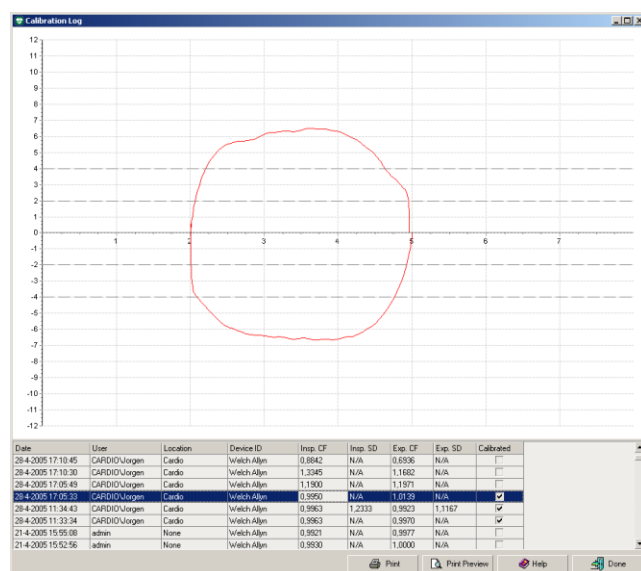 Calibration Log
12
11
10
9
8
7
6
5
4
3
2
1
0
1 2 3 4 5 6 7
-1
-2
-3
-4
-5
-6
-7
-8
-9
-10
-11
-12
Date User Location Device ID Insp. CF Insp. SD Exp. CF Exp. SD Calibrated
28-4-2005 17:10:45 CARDIO\Jorgen Cardio Welch Allyn 0,8842 N/A 0,6936 N/A
28-4-2005 17:10:30 CARDIO\Jorgen Cardio Welch Allyn 1,3345 N/A 1,1682 N/A
28-4-2005 17:05:49 CARDIO\Jorgen Cardio Welch Allyn 1,1900 N/A 1,1971 N/A
28-4-2005 17:05:33 CARDIO\Jorgen Cardio Welch Allyn 0,9950 N/A 1,0139 N/A
28-4-2005 11:34:43 CARDIO\Jorgen Cardio Welch Allyn 0,9963 1,2333 0,9923 1,1167
28-4-2005 11:33:34 CARDIO\Jorgen Cardio Welch Allyn 0,9963 N/A 0,9970 N/A
21-4-2005 15:55:08 admin None Welch Allyn 0,9921 N/A 0,9977 N/A
21-4-2005 15:52:56 admin None Welch Allyn 0,9930 N/A 1,0000 N/A
Print Print Preview Help Done